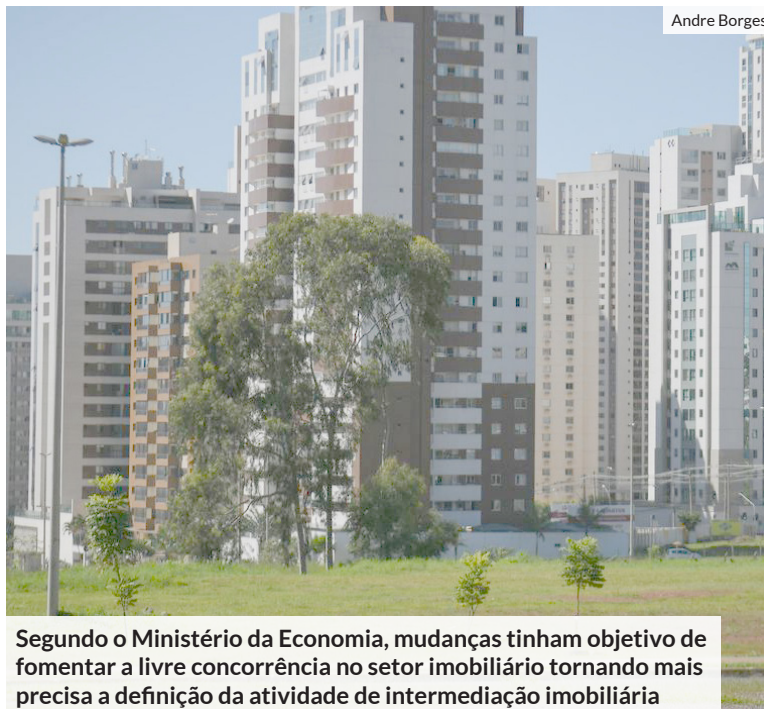 Andre Borges
Segundo o Ministério da Economia, mudanças tinham objetivo de
fomentar a livre concorrência no setor imobiliário tornando mais
precisa a definição da atividade de intermediação imobiliária